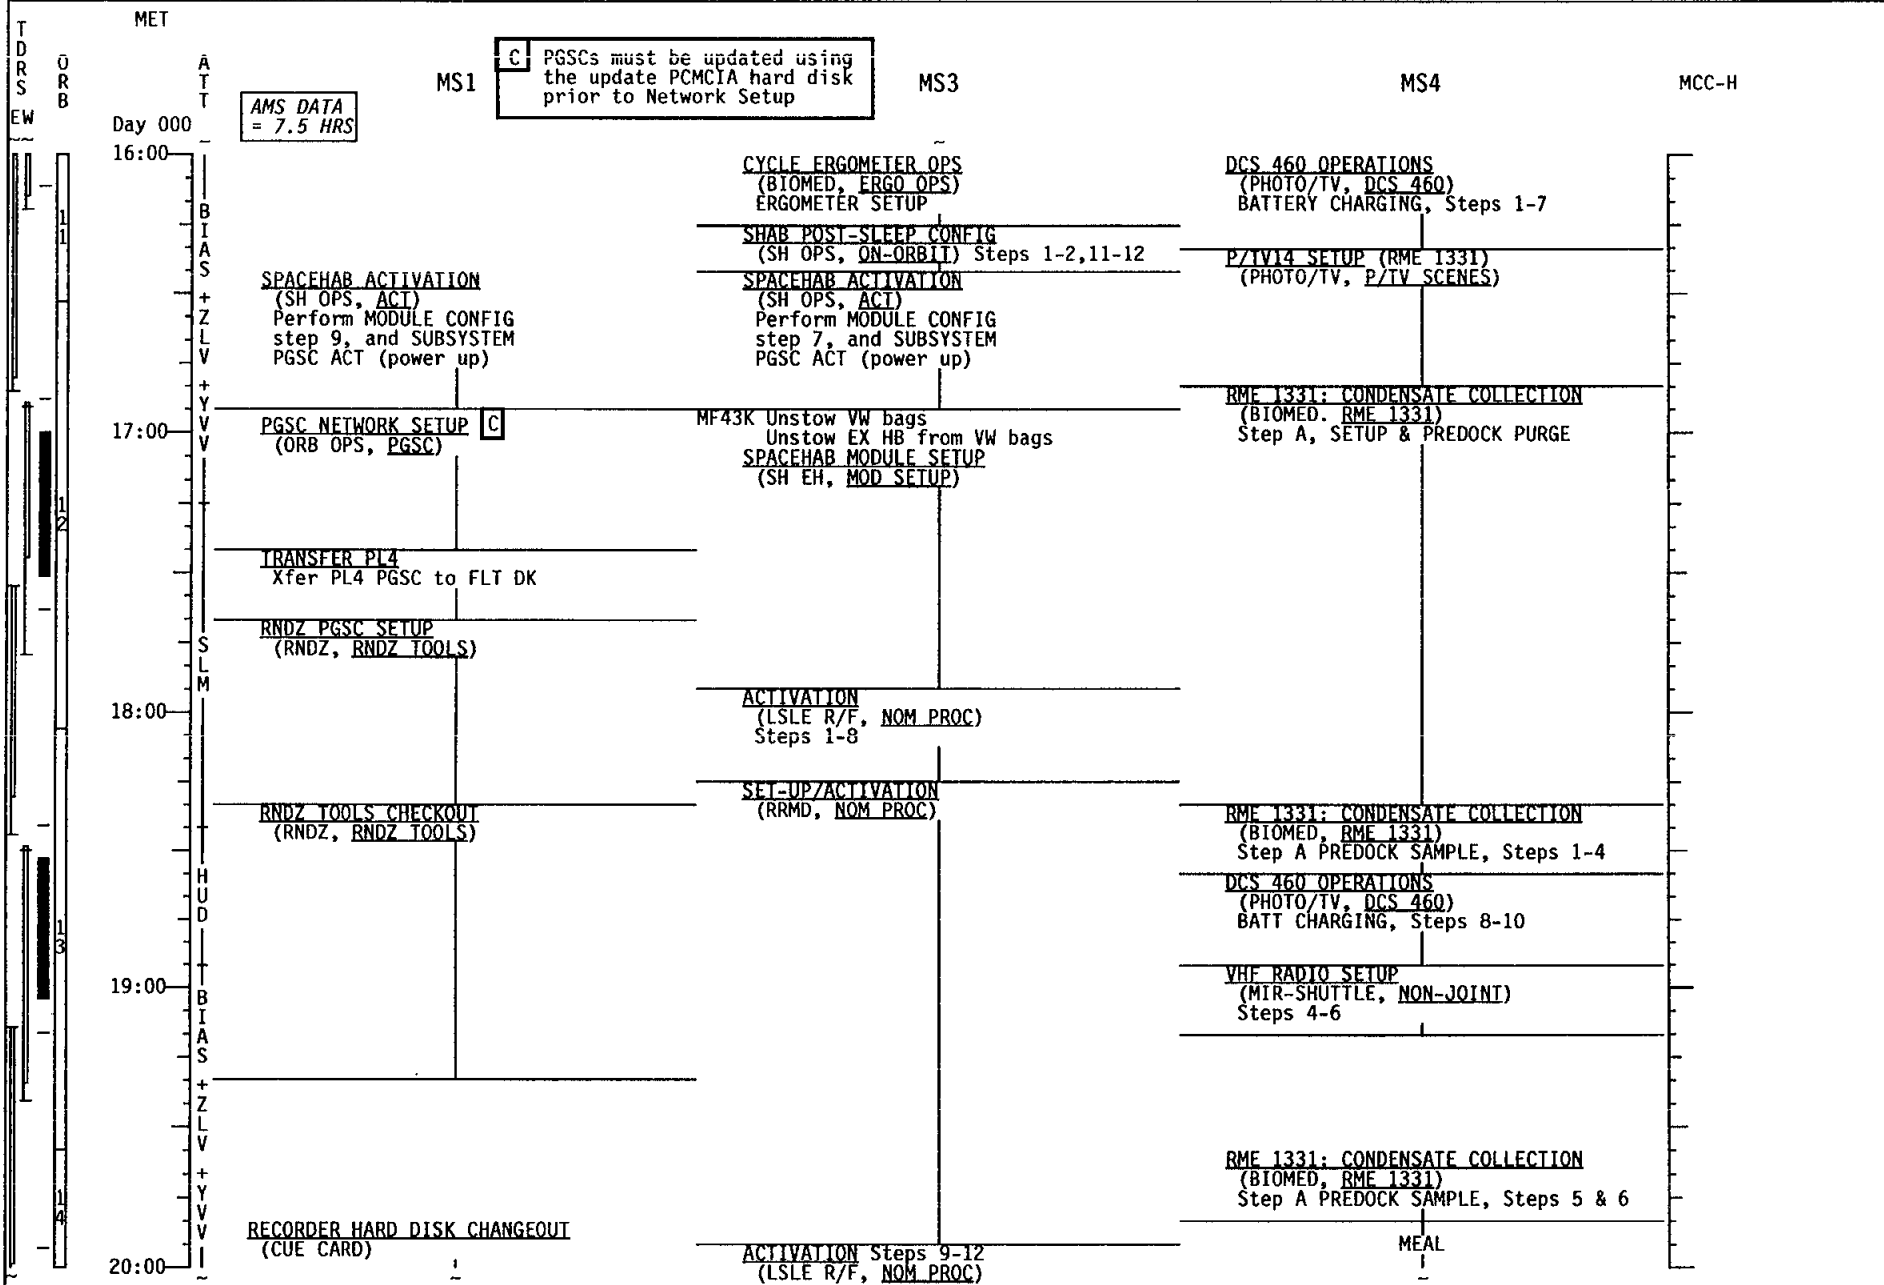 MET
TDRS
EW
ORB
ATT
MS1
C PGSCs must be updated using
the update PCMCIA hard disk
prior to Network Setup
MS3
MS4
MCC-H
AMS DATA
= 7.5 HRS
Day 000
16:00
17:00
18:00
19:00
20:00
11
12
13
14
BIAS +ZLV +YVV
SLM
HUD
BIAS +ZLV +YVV
SPACEHAB ACTIVATION
(SH OPS, ACT)
Perform MODULE CONFIG
step 9, and SUBSYSTEM
PGSC ACT (power up)
PGSC NETWORK SETUP C
(ORB OPS, PGSC)
TRANSFER PL4
Xfer PL4 PGSC to FLT DK
RNDZ PGSC SETUP
(RNDZ, RNDZ TOOLS)
RNDZ TOOLS CHECKOUT
(RNDZ, RNDZ TOOLS)
RECORDER HARD DISK CHANGEOUT
(CUE CARD)
CYCLE ERGOMETER OPS
(BIOMED, ERGO OPS)
ERGOMETER SETUP
SHAB POST-SLEEP CONFIG
(SH OPS, ON-ORBIT) Steps 1-2,11-12
SPACEHAB ACTIVATION
(SH OPS, ACT)
Perform MODULE CONFIG
step 7, and SUBSYSTEM
PGSC ACT (power up)
MF43K Unstow VW bags
Unstow EX HB from VW bags
SPACEHAB MODULE SETUP
(SH EH, MOD SETUP)
ACTIVATION
(LSLE R/F, NOM PROC)
Steps 1-8
SET-UP/ACTIVATION
(RRMD, NOM PROC)
ACTIVATION Steps 9-12
(LSLE R/F, NOM PROC)
DCS 460 OPERATIONS
(PHOTO/TV, DCS 460)
BATTERY CHARGING, Steps 1-7
P/TV14 SETUP (RME 1331)
(PHOTO/TV, P/TV SCENES)
RME 1331: CONDENSATE COLLECTION
(BIOMED. RME 1331)
Step A, SETUP & PREDOCK PURGE
RME 1331: CONDENSATE COLLECTION
(BIOMED, RME 1331)
Step A PREDOCK SAMPLE, Steps 1-4
DCS 460 OPERATIONS
(PHOTO/TV, DCS 460)
BATT CHARGING, Steps 8-10
VHF RADIO SETUP
(MIR-SHUTTLE, NON-JOINT)
Steps 4-6
RME 1331: CONDENSATE COLLECTION
(BIOMED, RME 1331)
Step A PREDOCK SAMPLE, Steps 5 & 6
MEAL